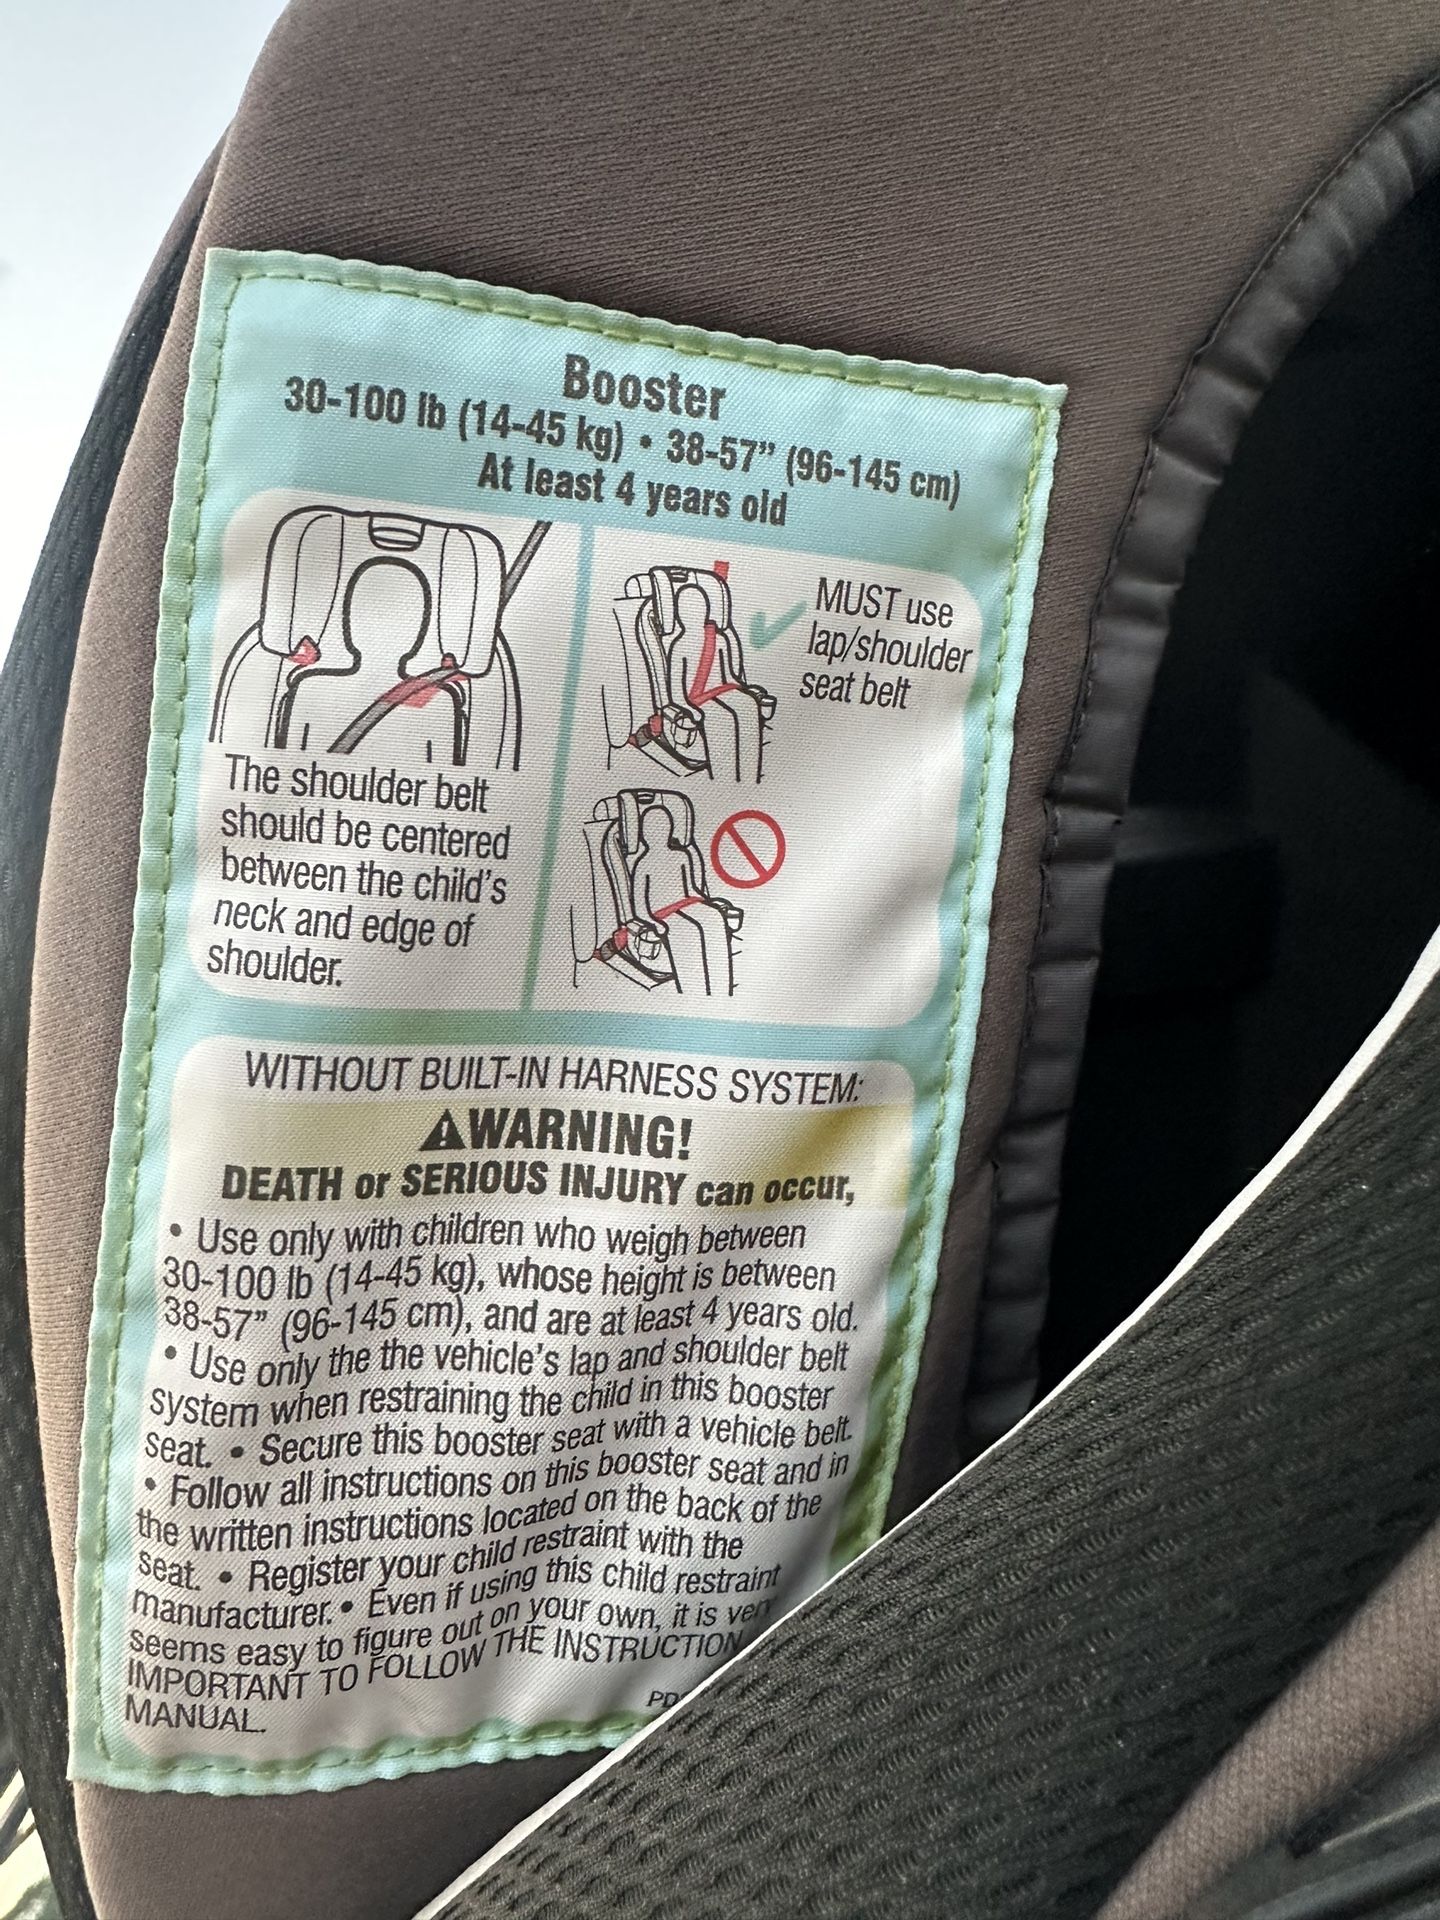 Booster
30-100 lb (14-45 kg) • 38-57" (96-145 cm)
At least 4 years old
The shoulder belt
should be centered
between the child's
neck and edge of
shoulder.
MUST use
lap/shoulder
seat belt
WITHOUT BUILT-IN HARNESS SYSTEM:
⚠WARNING!
DEATH or SERIOUS INJURY can occur,
• Use only with children who weigh between
30-100 lb (14-45 kg), whose height is between
38-57" (96-145 cm), and are at least 4 years old.
• Use only the the vehicle's lap and shoulder belt
system when restraining the child in this booster
seat. • Secure this booster seat with a vehicle belt.
• Follow all instructions on this booster seat and in
the written instructions located on the back of the
seat. • Register your child restraint with the
manufacturer. • Even if using this child restraint
seems easy to figure out on your own, it is very
IMPORTANT TO FOLLOW THE INSTRUCTION
MANUAL.